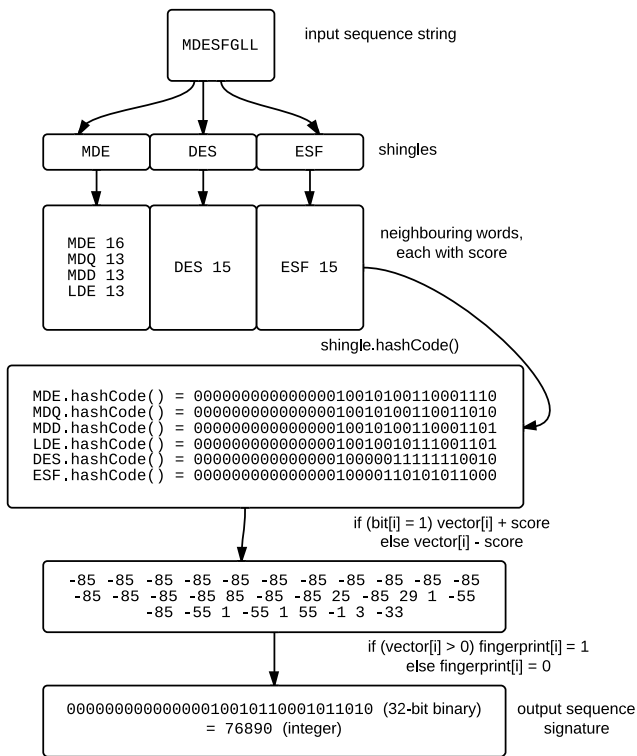 MDESFGLL
input sequence string
MDE
DES
ESF
shingles
MDE 16
MDQ 13
MDD 13
LDE 13
DES 15
ESF 15
neighbouring words,
each with score
shingle.hashCode()
MDE.hashCode() = 00000000000000010010100110001110
MDQ.hashCode() = 00000000000000010010100110011010
MDD.hashCode() = 00000000000000010010100110001101
LDE.hashCode() = 00000000000000010010010111001101
DES.hashCode() = 00000000000000010000011111110010
ESF.hashCode() = 00000000000000010000110101011000
if (bit[i] = 1) vector[i] + score
else vector[i] - score
-85 -85 -85 -85 -85 -85 -85 -85 -85 -85 -85
-85 -85 -85 -85 85 -85 -85 25 -85 29 1 -55
-85 -55 1 -55 1 55 -1 3 -33
if (vector[i] > 0) fingerprint[i] = 1
else fingerprint[i] = 0
00000000000000010010110001011010 (32-bit binary)
= 76890 (integer)
output sequence
signature